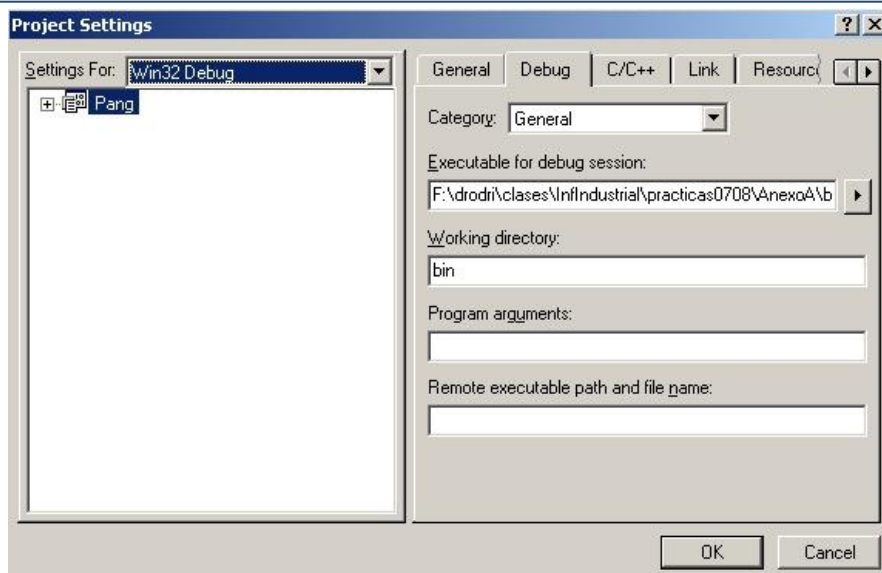 Project Settings
Settings For: Win32 Debug
Pang
General Debug C/C++ Link
Category: General
Executable for debug session:
F:\drodri\clases\InfIndustrial\practicas0708\AnexoA\b
Working directory:
bin
Program arguments:
Remote executable path and file name:
OK Cancel